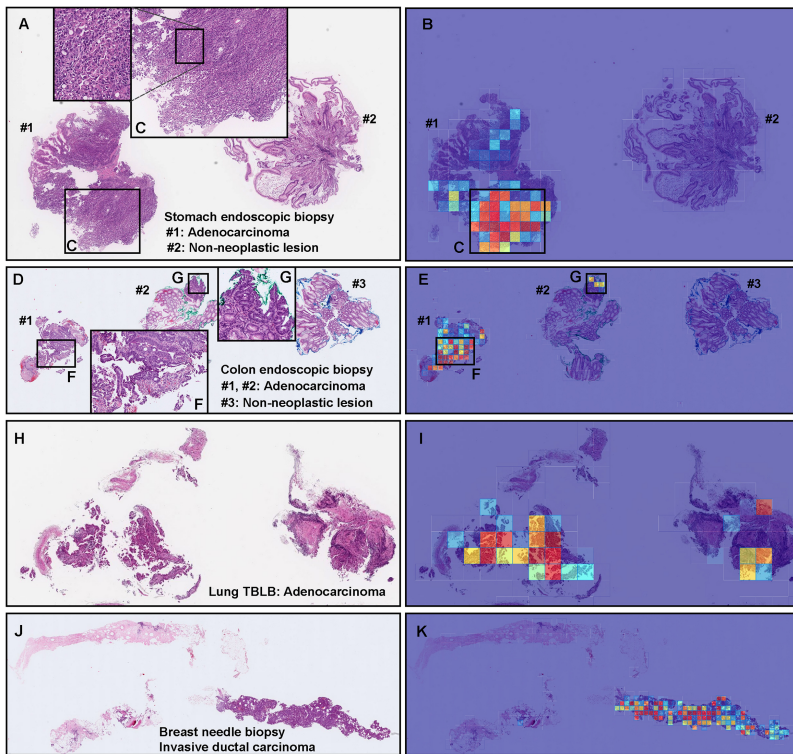 A
B
C
#1
#2
#1
#2
C
Stomach endoscopic biopsy
#1: Adenocarcinoma
#2: Non-neoplastic lesion
C
D
#2
G
G
#3
E
G
#2
#3
#1
#1
F
F
Colon endoscopic biopsy
#1, #2: Adenocarcinoma
#3: Non-neoplastic lesion
F
H
I
Lung TBLB: Adenocarcinoma
J
K
Breast needle biopsy
Invasive ductal carcinoma